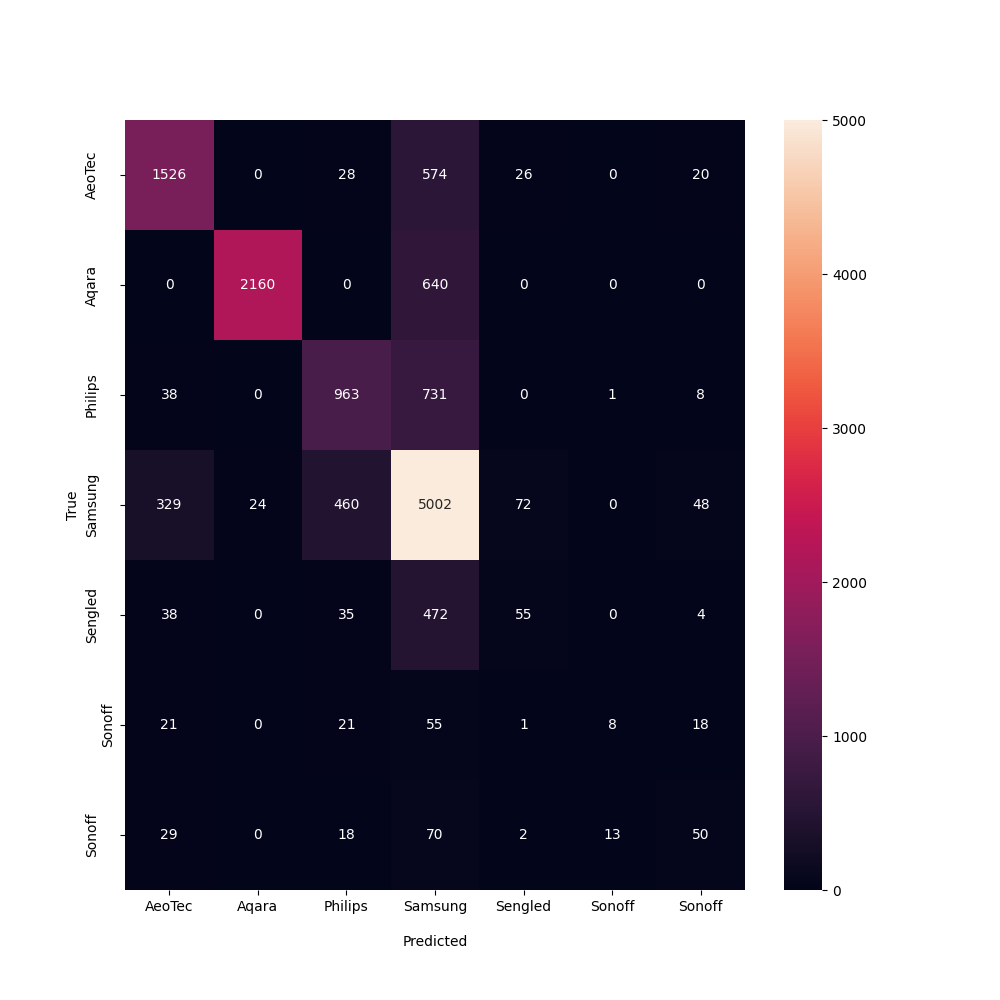 AeoTec 1526 0 28 574 26 0 20
Aqara 0 2160 0 640 0 0 0
Philips 38 0 963 731 0 1 8
True
Samsung 329 24 460 5002 72 0 48
Sengled 38 0 35 472 55 0 4
Sonoff 21 0 21 55 1 8 18
Sonoff 29 0 18 70 2 13 50
AeoTec Aqara Philips Samsung Sengled Sonoff Sonoff
Predicted
5000
4000
3000
2000
1000
0